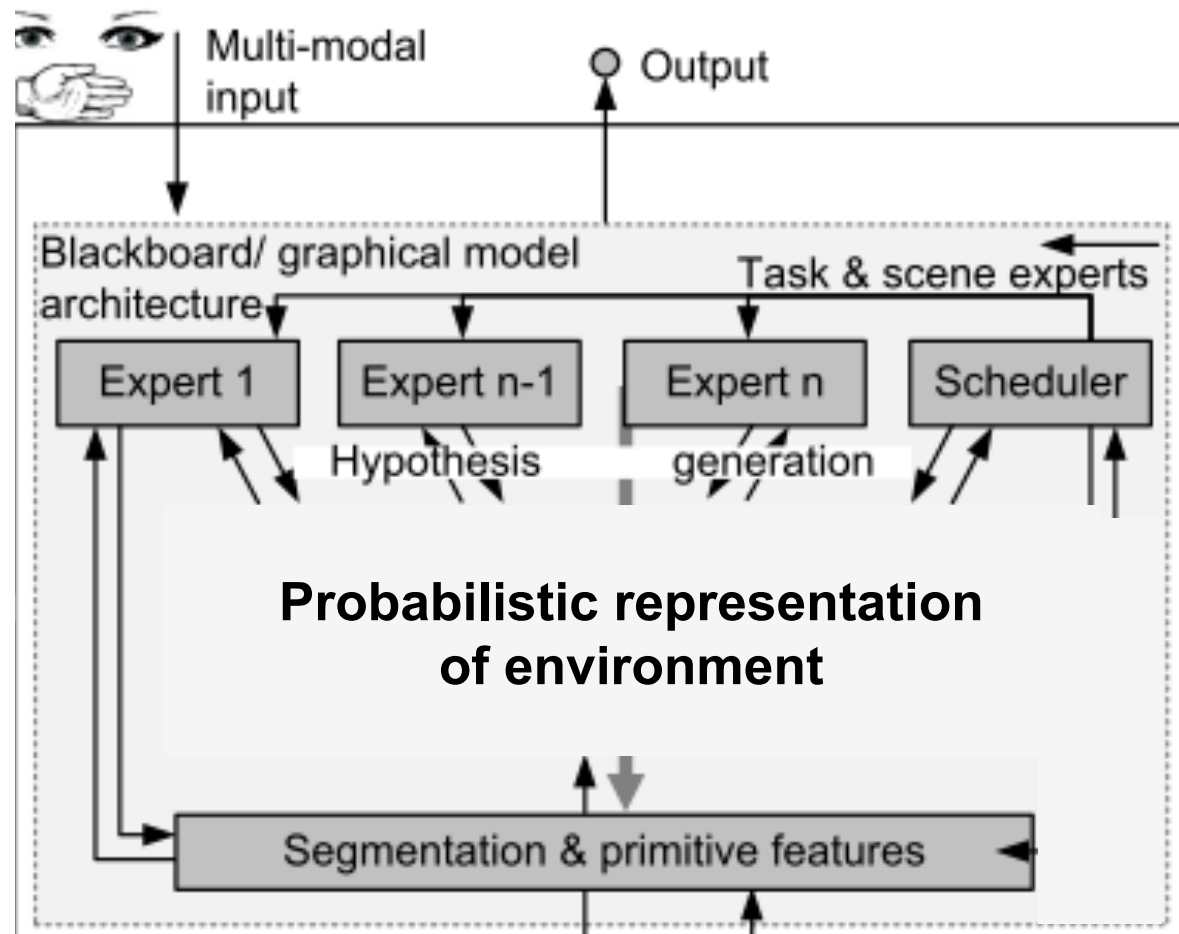 Multi-modal
input
Output
Blackboard/ graphical model
architecture
Task & scene experts
Expert 1
Expert n-1
Expert n
Scheduler
Hypothesis generation
Probabilistic representation
of environment
Segmentation & primitive features